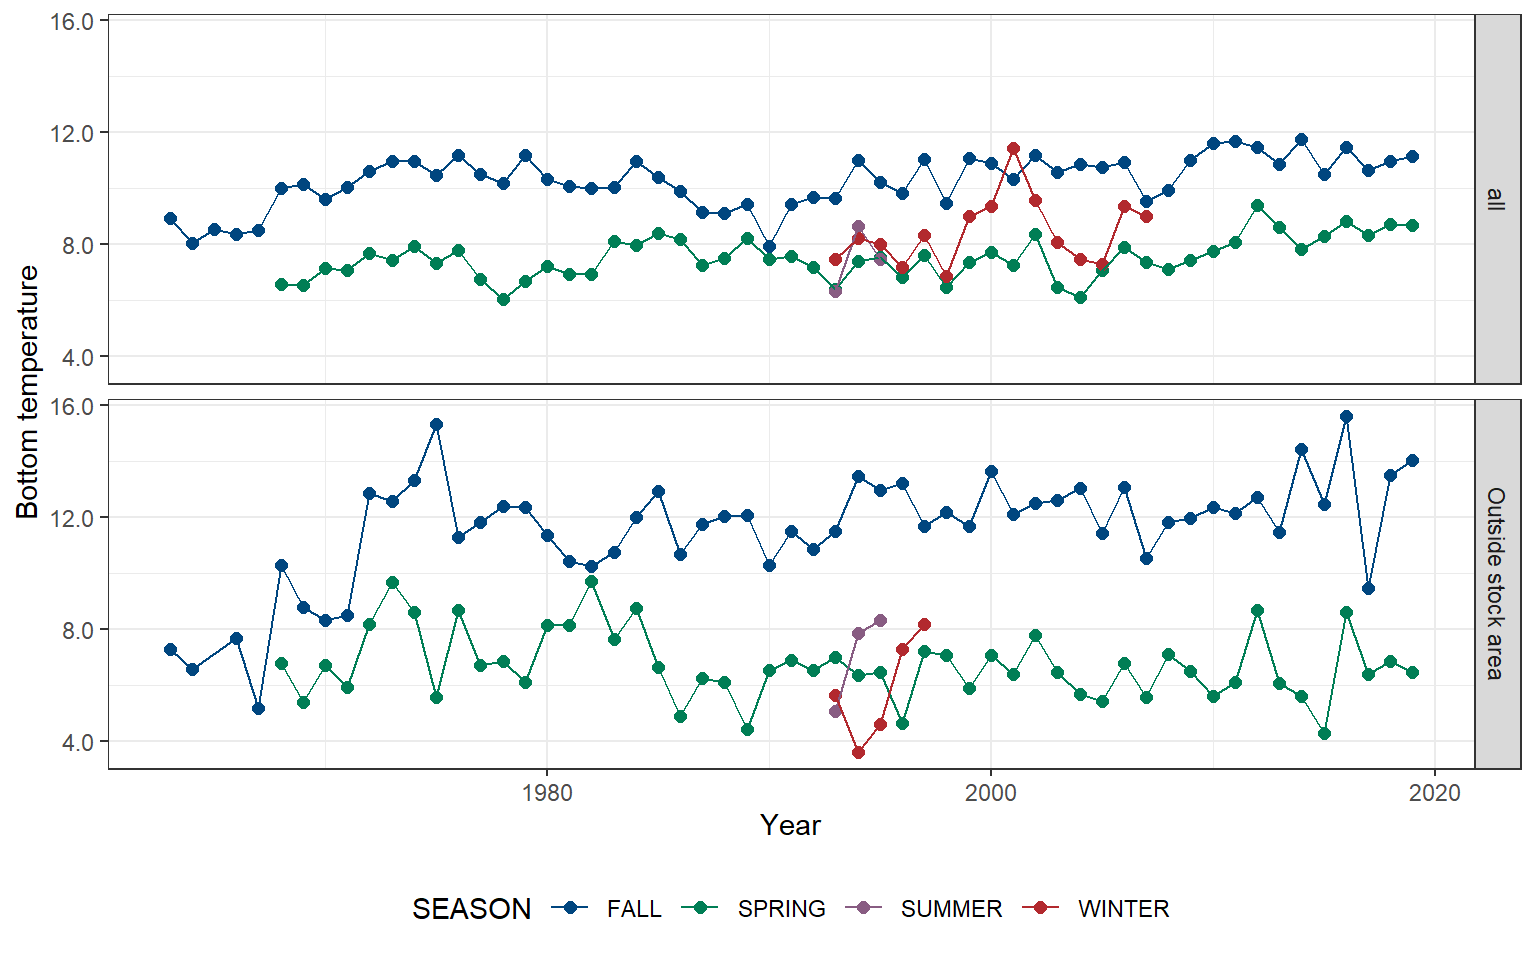 16.0
12.0
8.0
4.0
all
16.0
12.0
8.0
4.0
Outside stock area
Bottom temperature
1980 2000 2020
Year
SEASON FALL SPRING SUMMER WINTER